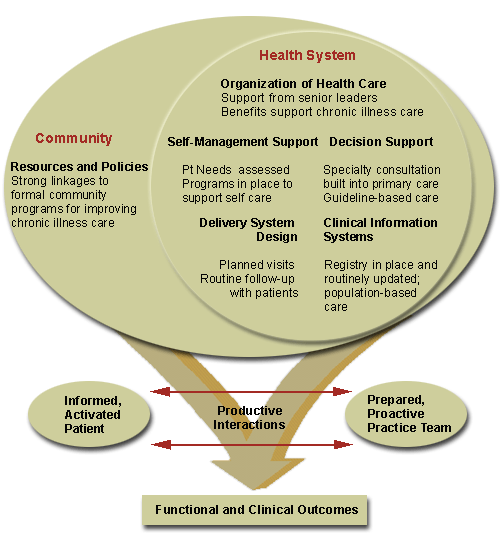 Health System
Organization of Health Care
Support from senior leaders
Benefits support chronic illness care
Community
Resources and Policies
Strong linkages to
formal community
programs for improving
chronic illness care
Self-Management Support
Pt Needs assessed
Programs in place to
support self care
Decision Support
Specialty consultation
built into primary care
Guideline-based care
Delivery System
Design
Planned visits
Routine follow-up
with patients
Clinical Information
Systems
Registry in place and
routinely updated;
population-based
care
Informed,
Activated
Patient
Productive
Interactions
Prepared,
Proactive
Practice Team
Functional and Clinical Outcomes